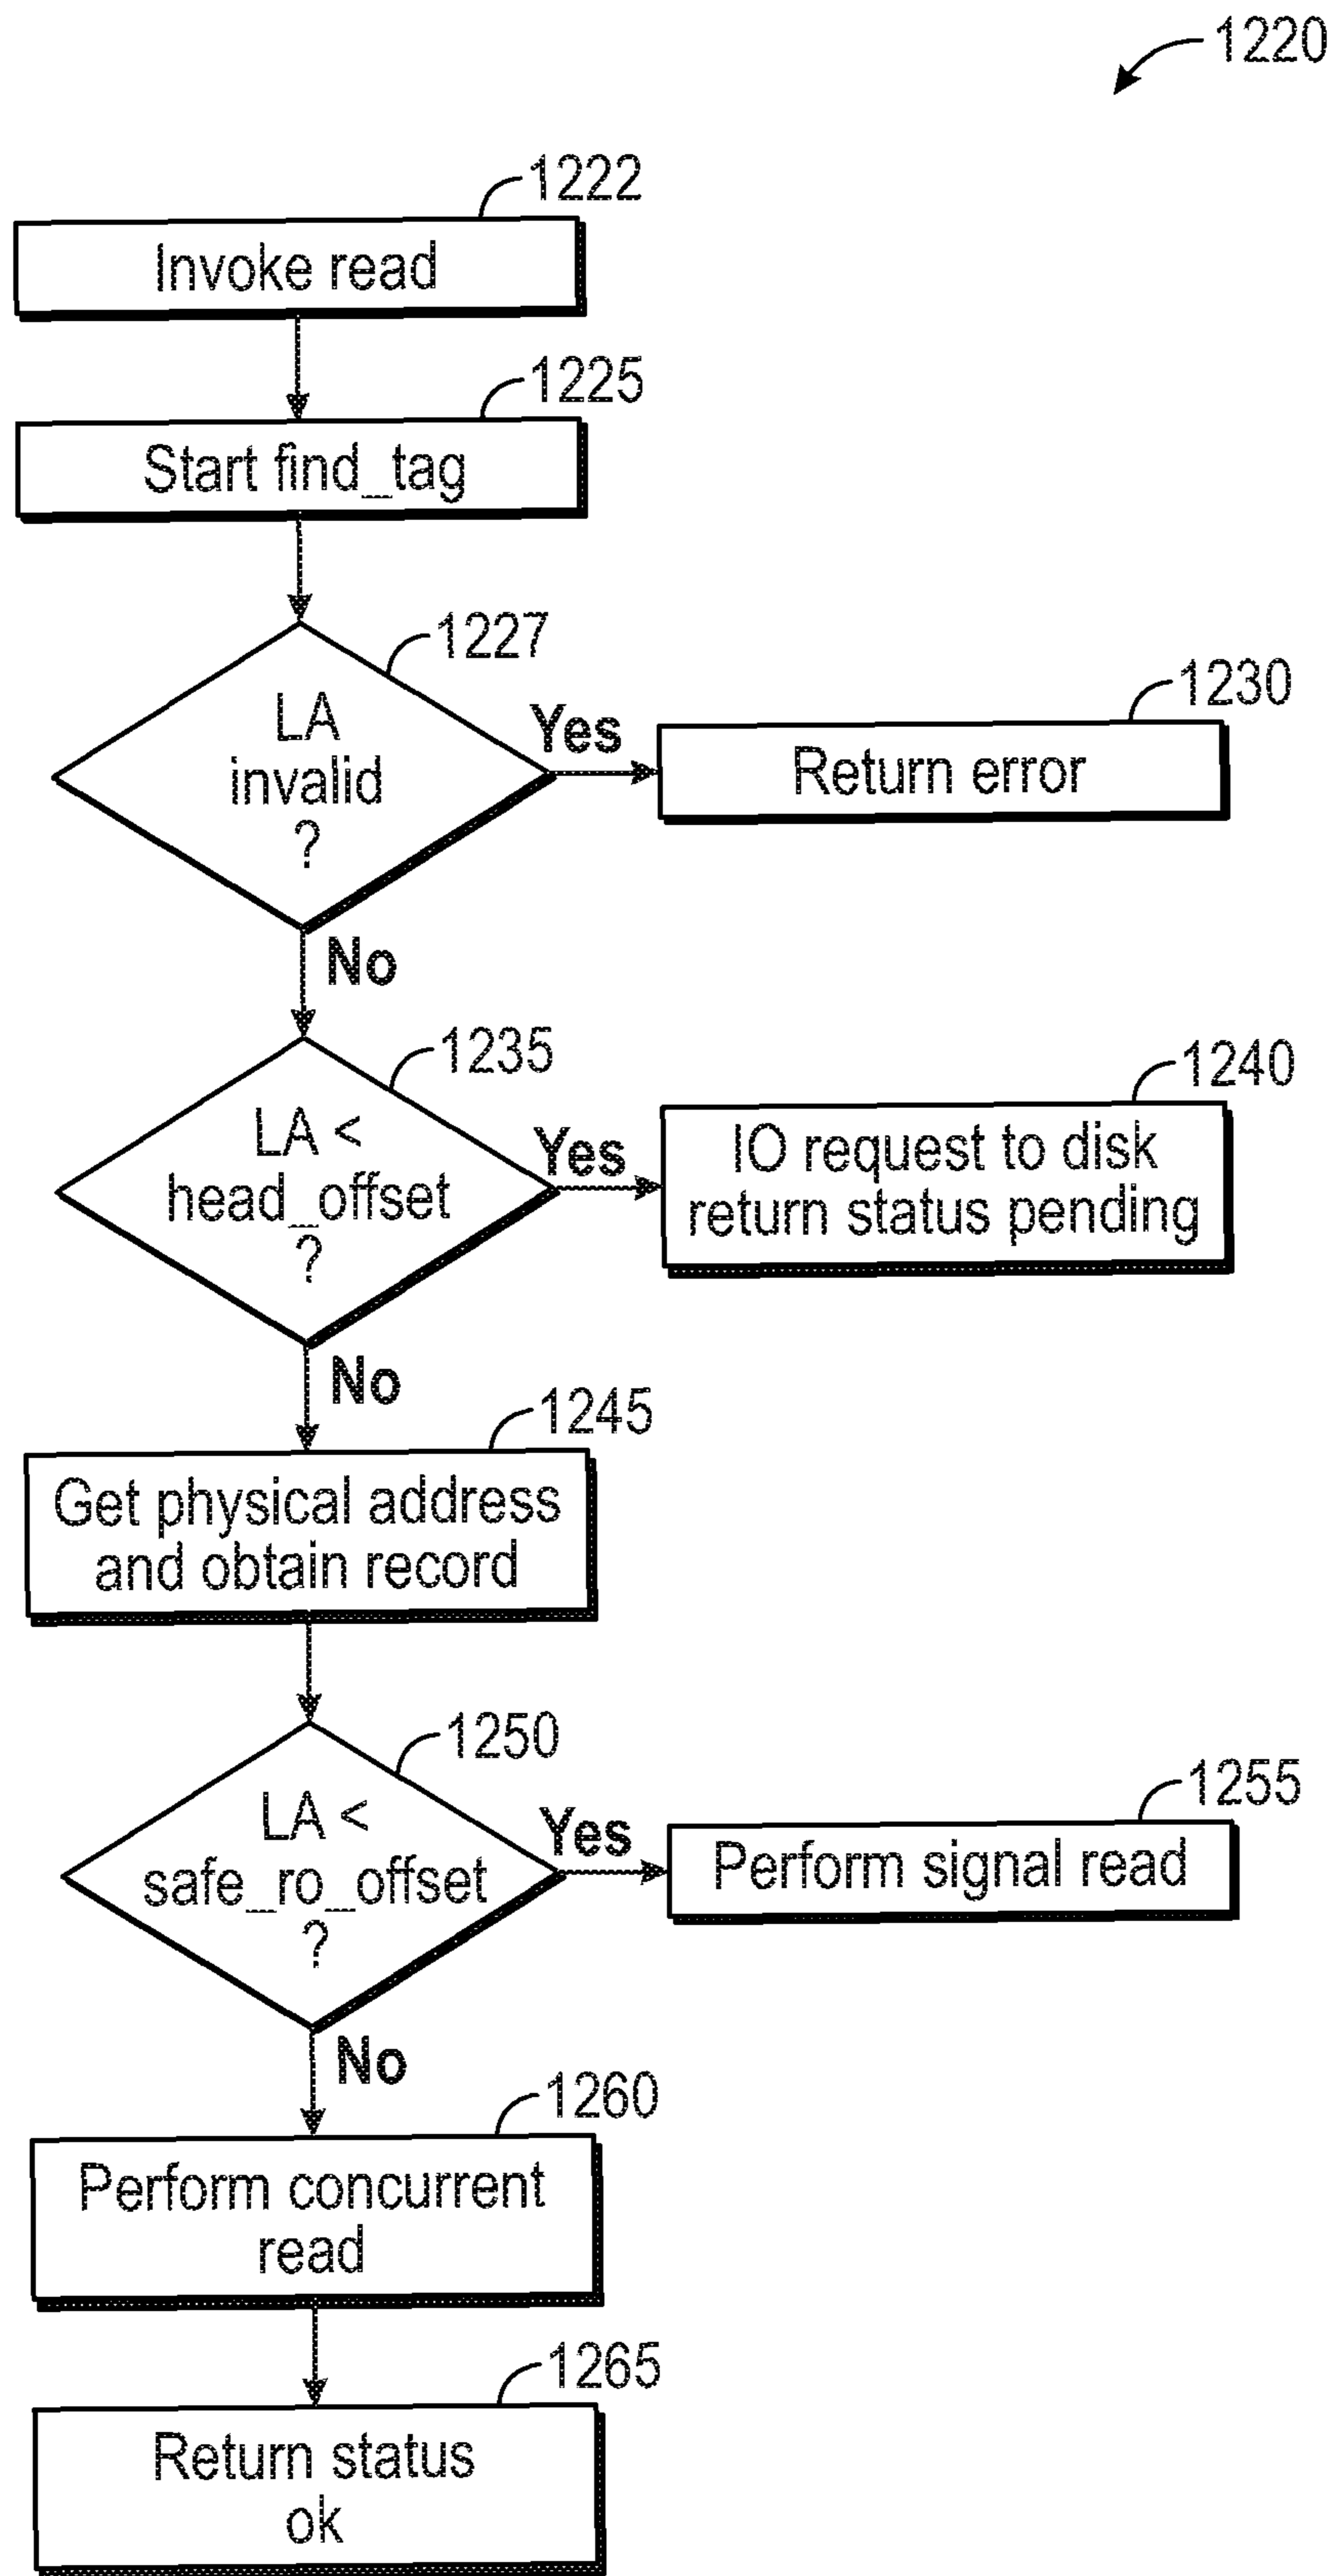 1220
1222
Invoke read
1225
Start find_tag
1227
LA
invalid
?
Yes
1230
Return error
No
1235
LA <
head_offset
?
Yes
1240
IO request to disk
return status pending
No
1245
Get physical address
and obtain record
1250
LA <
safe_ro_offset
?
Yes
1255
Perform signal read
No
1260
Perform concurrent
read
1265
Return status
ok